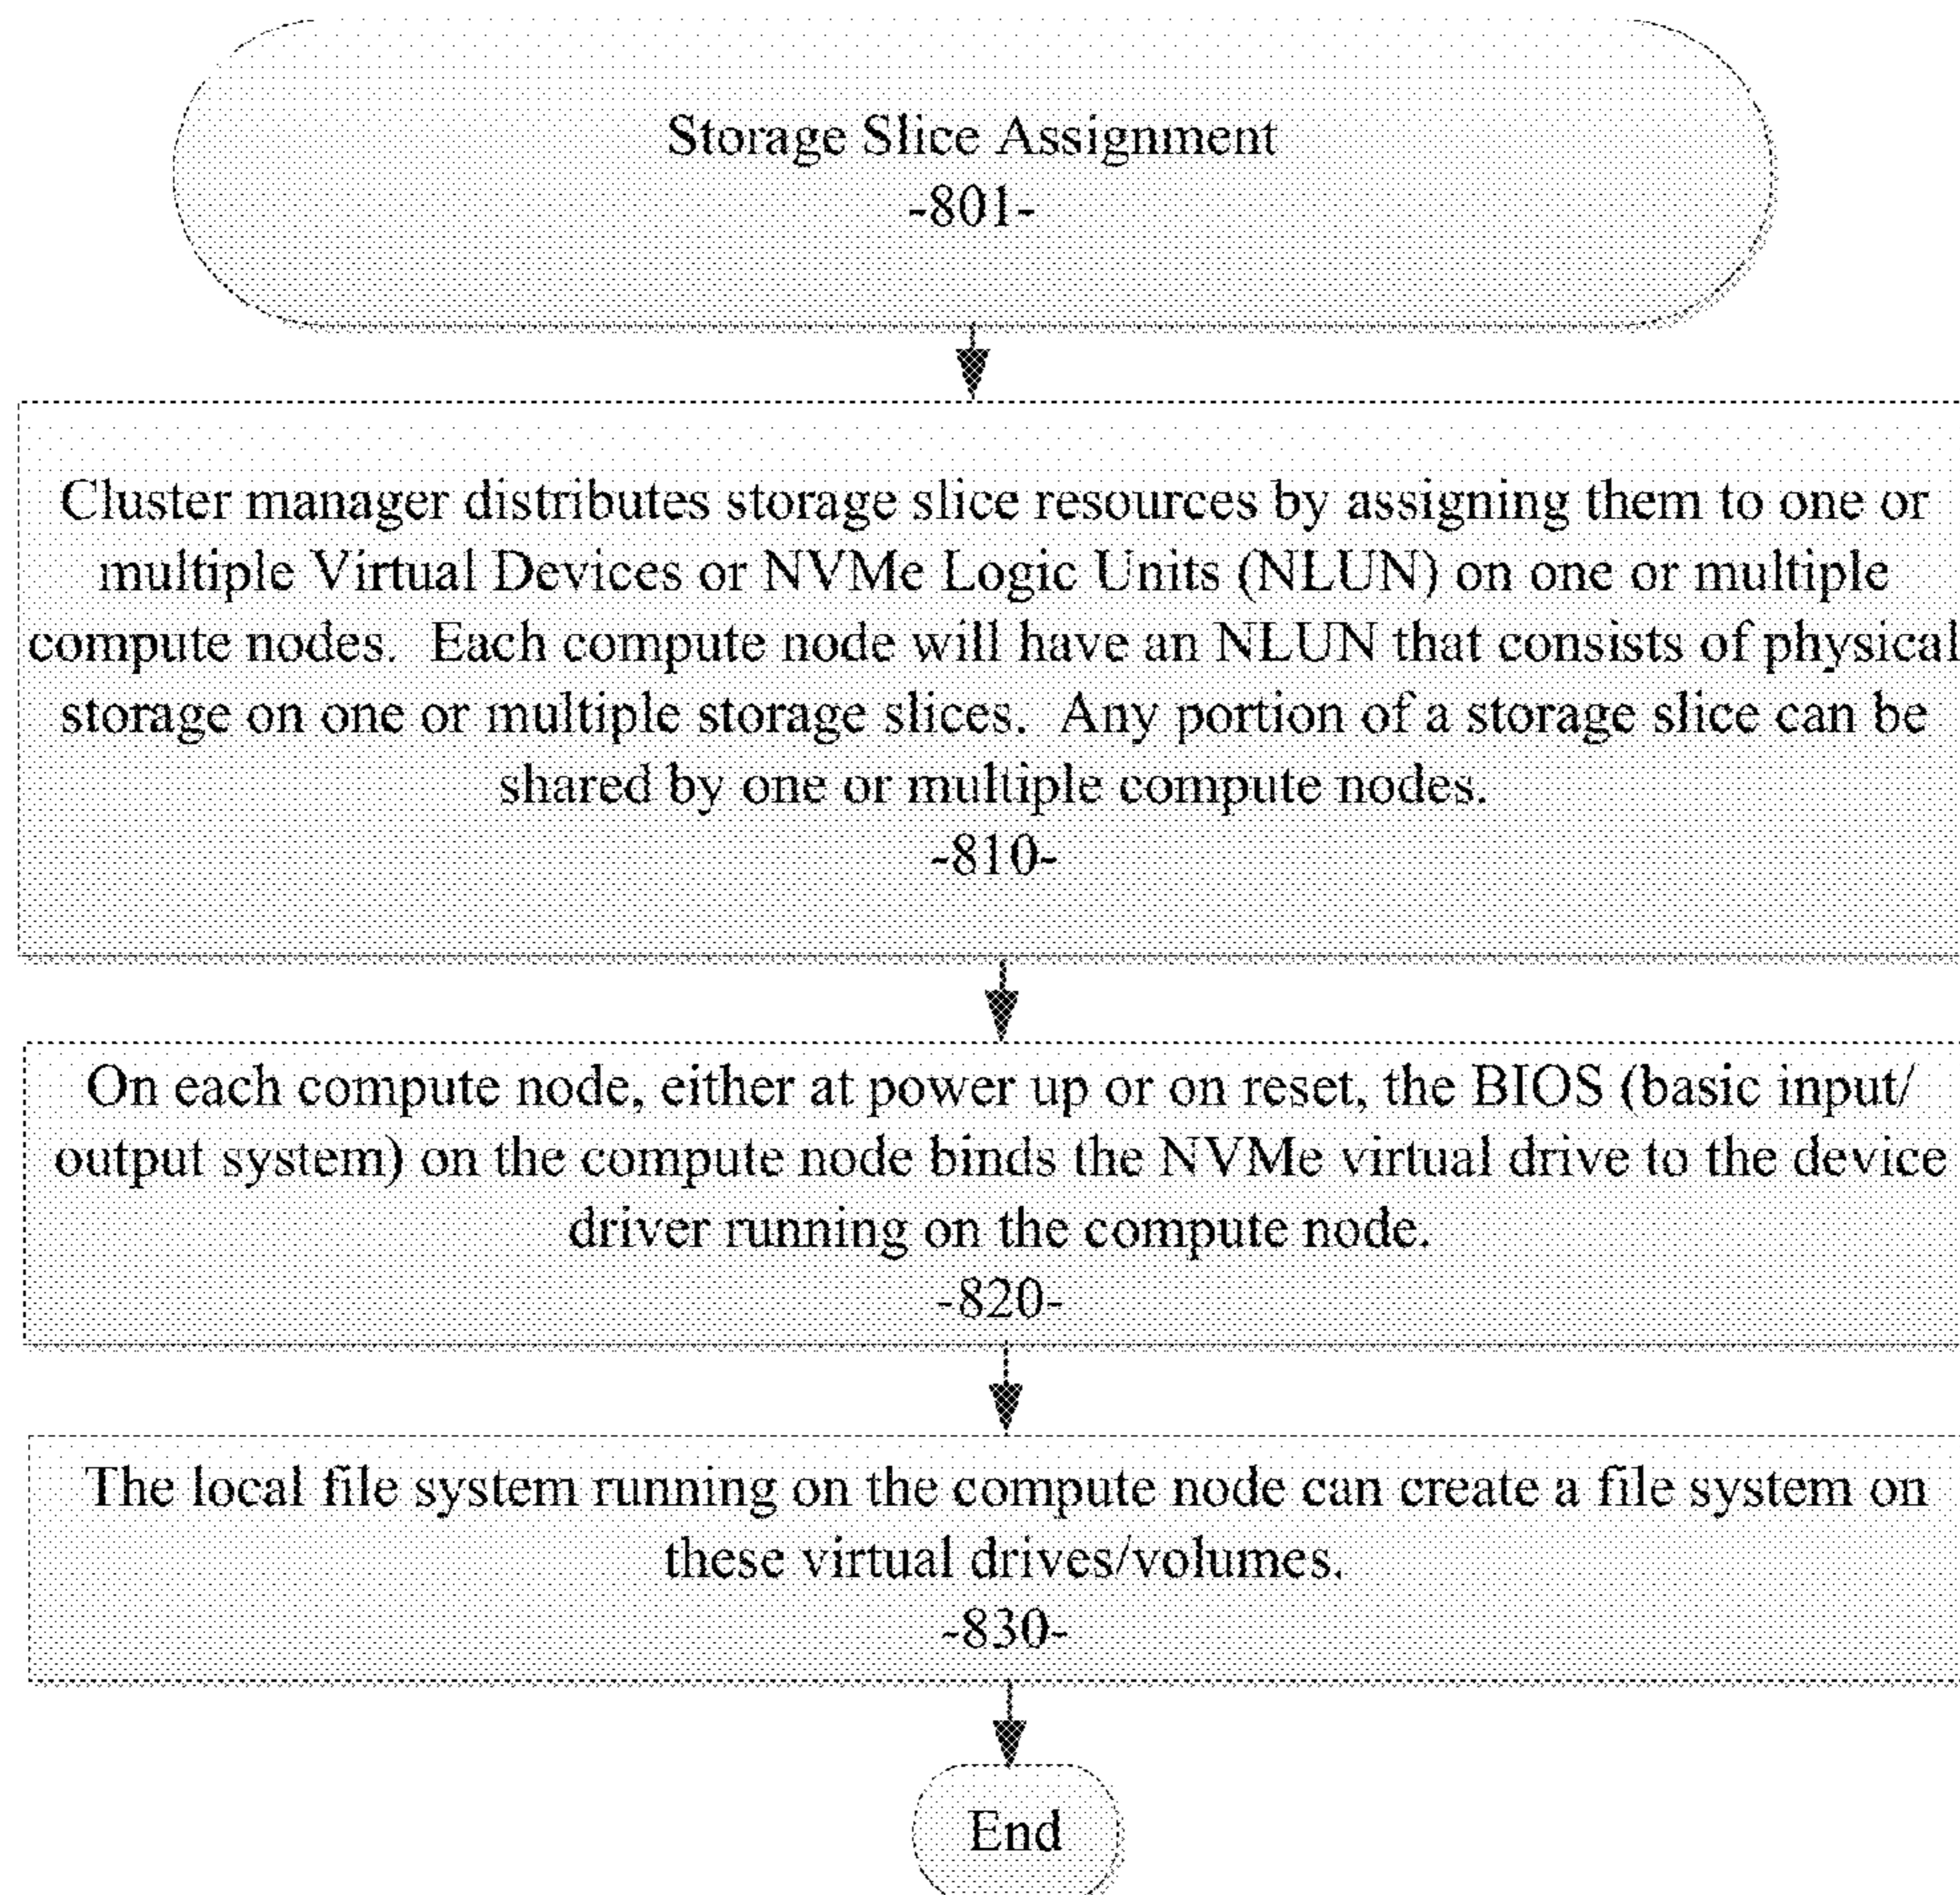 Storage Slice Assignment
-801-
Cluster manager distributes storage slice resources by assigning them to one or
multiple Virtual Devices or NVMe Logic Units (NLUN) on one or multiple
compute nodes.  Each compute node will have an NLUN that consists of physical
storage on one or multiple storage slices.  Any portion of a storage slice can be
shared by one or multiple compute nodes.
-810-
On each compute node, either at power up or on reset, the BIOS (basic input/
output system) on the compute node binds the NVMe virtual drive to the device
driver running on the compute node.
-820-
The local file system running on the compute node can create a file system on
these virtual drives/volumes.
-830-
End